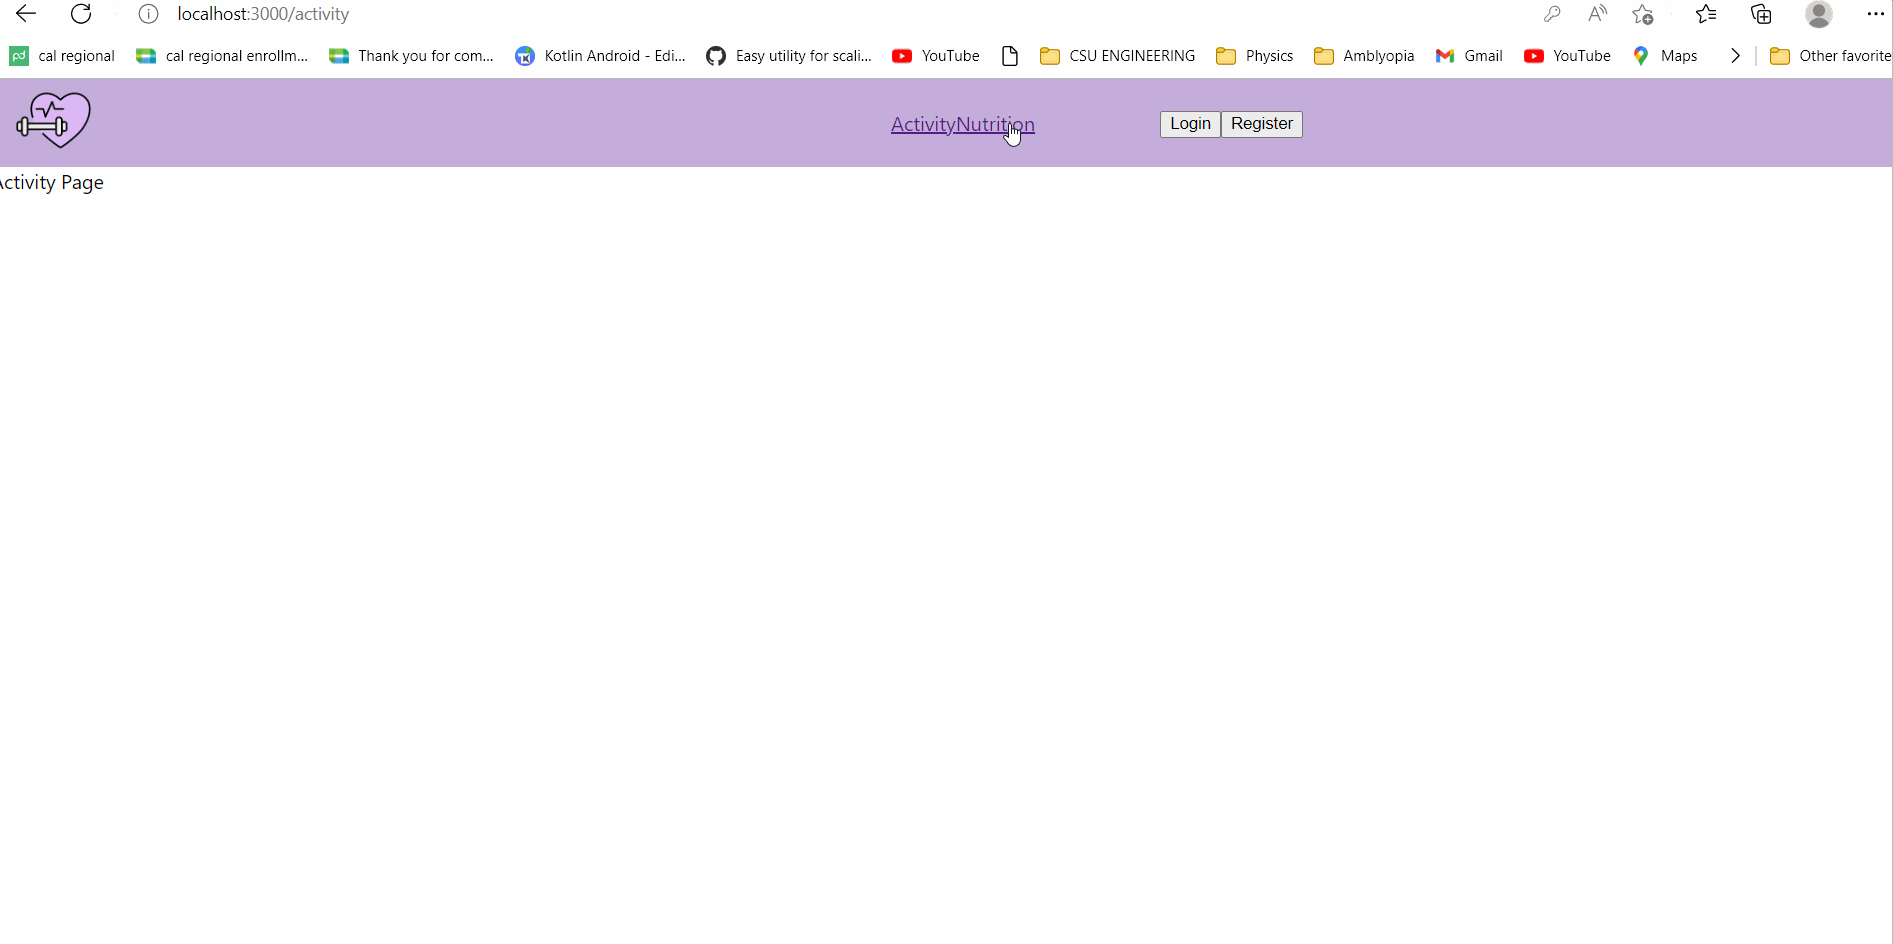 localhost:3000/activity
cal regional cal regional enrollm... Thank you for com... Kotlin Android - Edi... Easy utility for scali... YouTube CSU ENGINEERING Physics Amblyopia Gmail YouTube Maps Other favorite
ActivityNutrition Login Register
ctivity Page